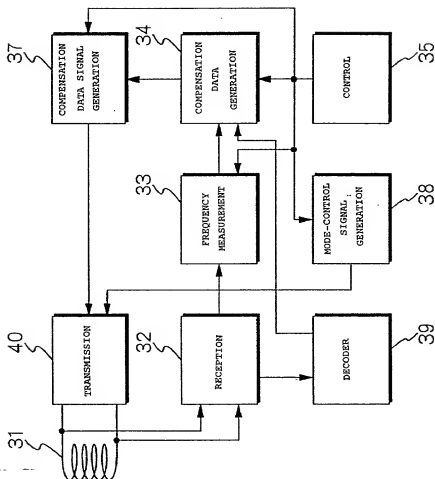 37
COMPENSATION
DATA SIGNAL
GENERATION
34
COMPENSATION
DATA
GENERATION
35
CONTROL
33
FREQUENCY
MEASUREMENT
38
MODE-CONTROL
SIGNAL :
GENERATION
40
TRANSMISSION
32
RECEPTION
39
DECODER
31